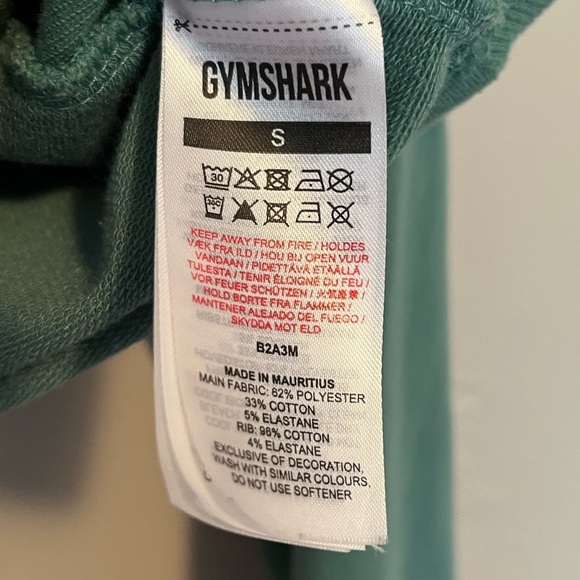 GYMSHARK
S
30
30
KEEP AWAY FROM FIRE / HOLDES
VÆK FRA ILD / HOU BIJ OPEN VUUR
VANDAAN / PIDETTÄVÄ ETÄÄLLÄ
TULESTA / TENIR ÉLOIGNÉ DU FEU /
VOR FEUER SCHÜTZEN / 火気厳禁 /
HOLD BORTE FRA FLAMMER /
MANTENER ALEJADO DEL FUEGO /
SKYDDA MOT ELD
B2A3M
MADE IN MAURITIUS
MAIN FABRIC: 62% POLYESTER
33% COTTON
5% ELASTANE
RIB: 96% COTTON
4% ELASTANE
EXCLUSIVE OF DECORATION.
WASH WITH SIMILAR COLOURS.
DO NOT USE SOFTENER